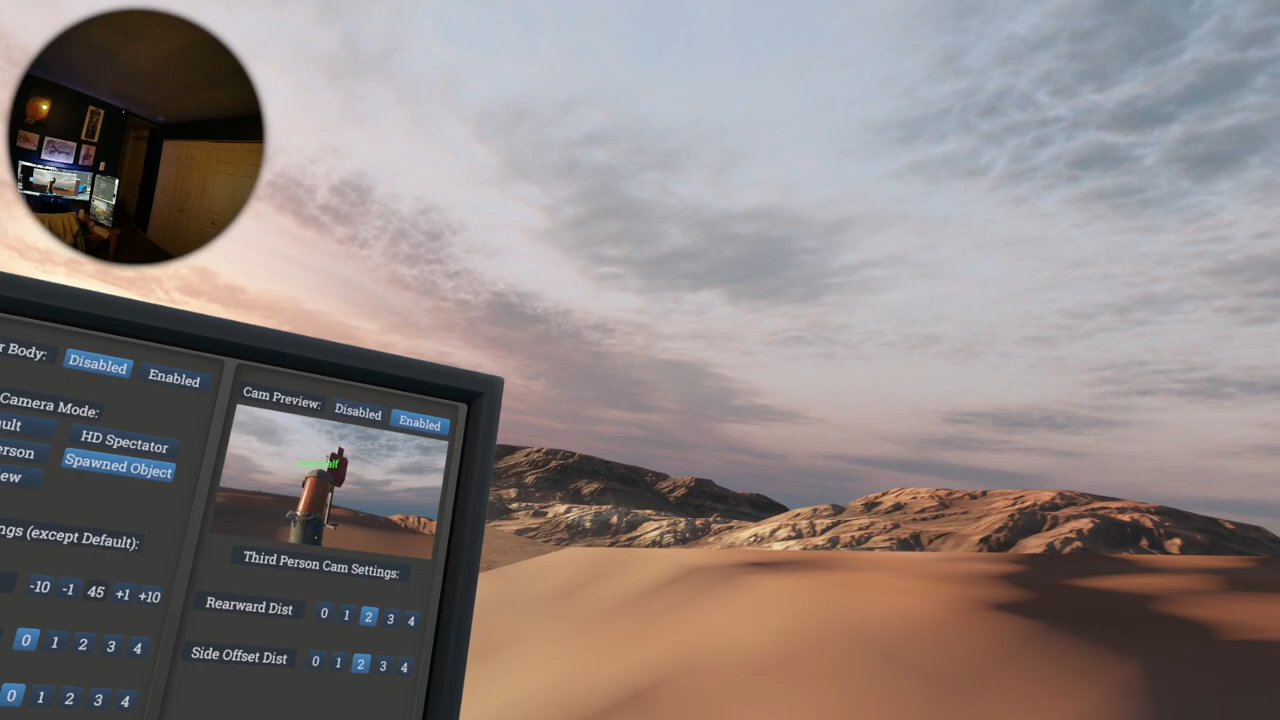 r Body: Disabled Enabled
Camera Mode:
ult HD Spectator
erson Spawned Object
ew
ngs (except Default):
-10 -1 45 +1 +10
0 1 2 3 4
0 1 2 3 4
Cam Preview: Disabled Enabled
Third Person Cam Settings:
Rearward Dist 0 1 2 3 4
Side Offset Dist 0 1 2 3 4